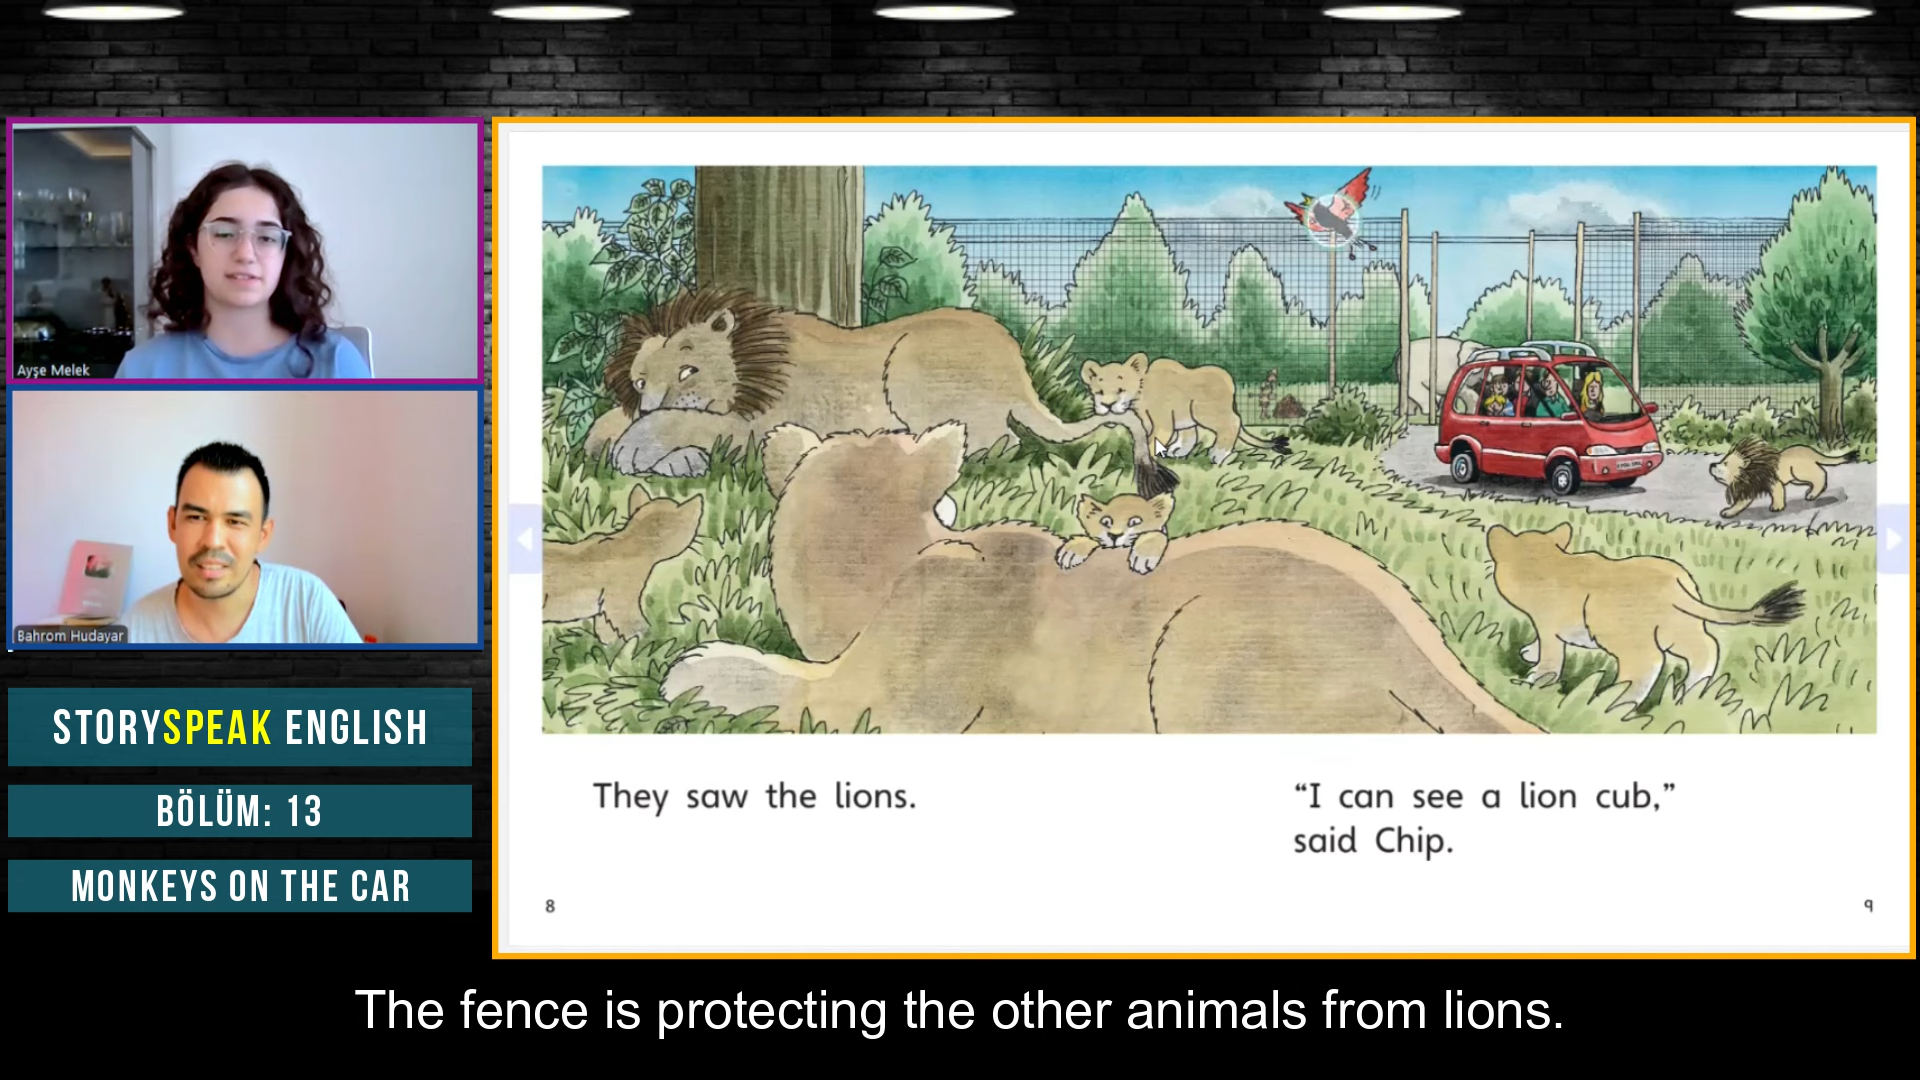 Ayşe Melek
Bahrom Hudayar
STORYSPEAK ENGLISH
BÖLÜM: 13
MONKEYS ON THE CAR
They saw the lions.
“I can see a lion cub,”
said Chip.
8
9
The fence is protecting the other animals from lions.